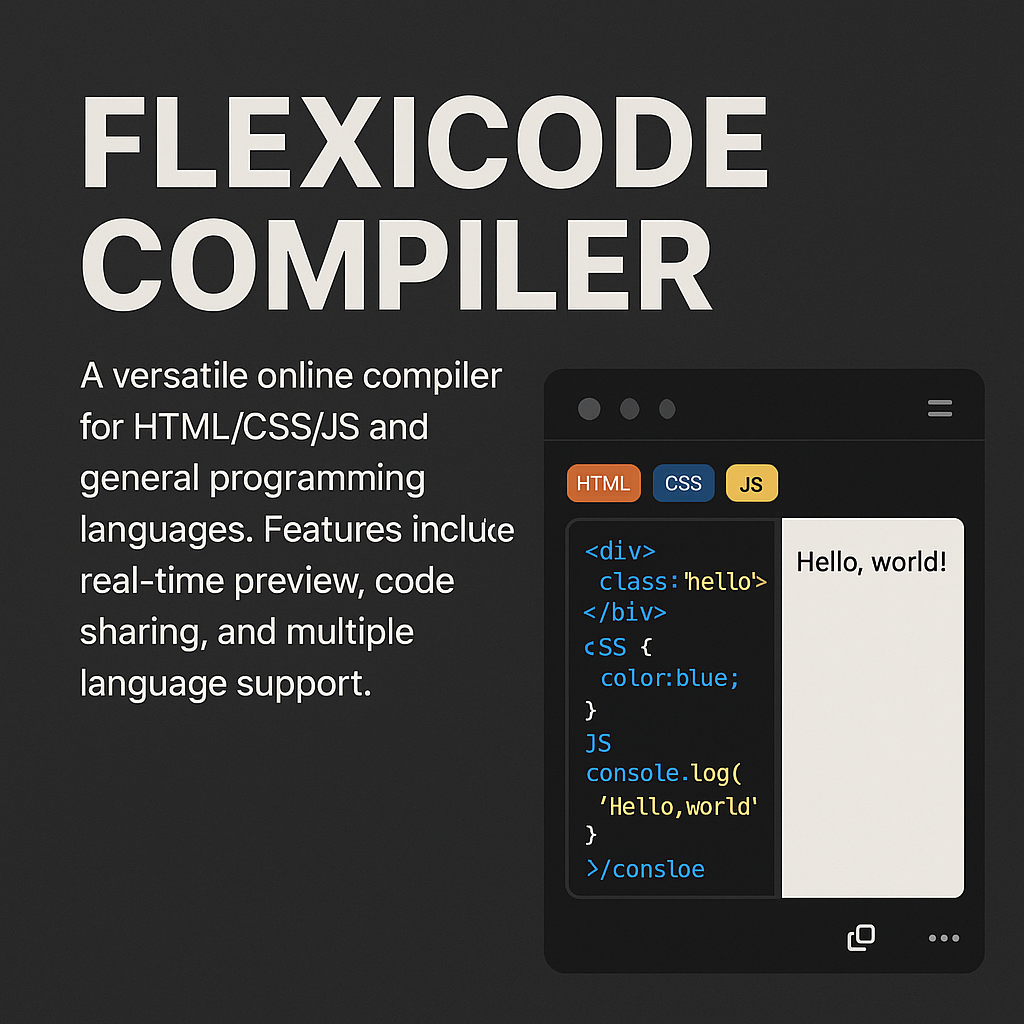 FLEXICODE
COMPILER
A versatile online compiler
for HTML/CSS/JS and
general programming
languages. Features
real-time preview, code
sharing, and multiple
language support.
HTML CSS JS
<div>
class:"hello">
</biv>
cSS {
color:blue;
}
JS
console.log(
'Hello,world'
}
>/consloe
Hello, world!